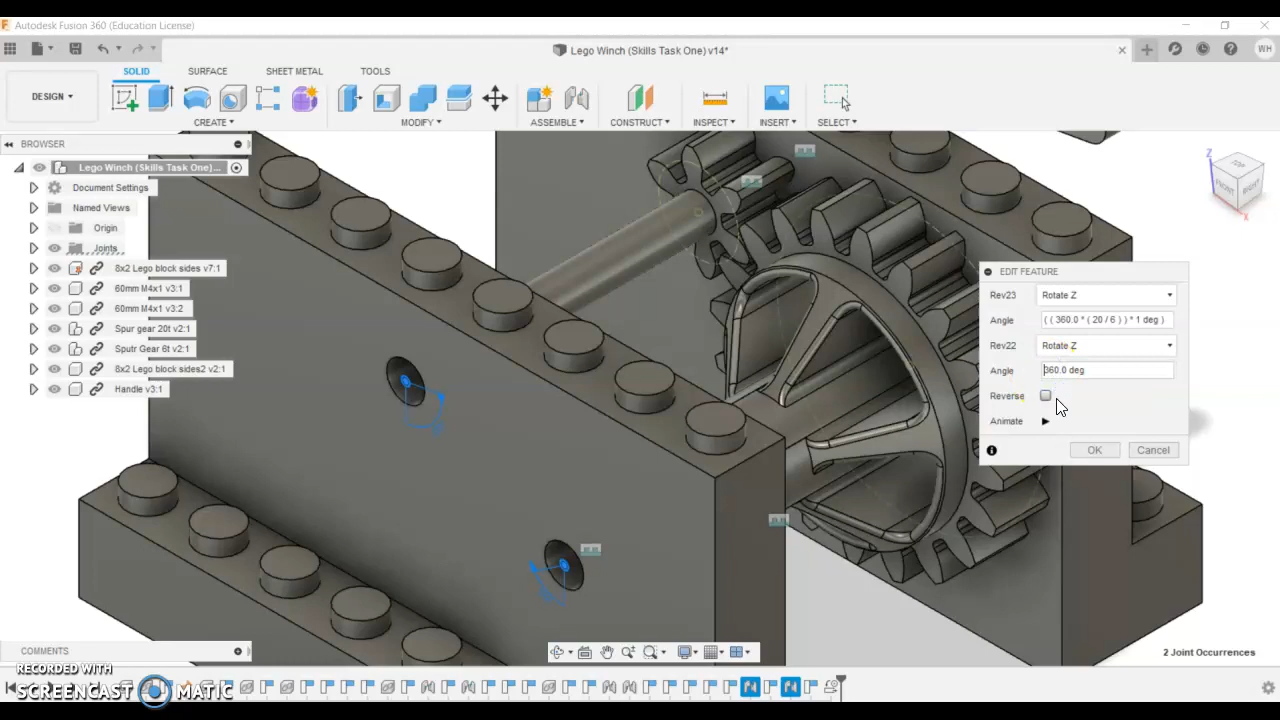 Autodesk Fusion 360 (Education License)
Lego Winch (Skills Task One) v14*
WH
SOLID SURFACE SHEET METAL TOOLS
DESIGN
CREATE MODIFY ASSEMBLE CONSTRUCT INSPECT INSERT SELECT
BROWSER
Lego Winch (Skills Task One)...
Document Settings
Named Views
Origin
Joints
8x2 Lego block sides v7:1
60mm M4x1 v3:1
60mm M4x1 v3:2
Spur gear 20t v2:1
Sputr Gear 6t v2:1
8x2 Lego block sides2 v2:1
Handle v3:1
Z
TOP
FRONT
RIGHT
X
EDIT FEATURE
Rev23 Rotate Z
Angle ( ( 360.0 * ( 20 / 6 ) ) * 1 deg )
Rev22 Rotate Z
Angle 360.0 deg
Reverse
Animate
OK Cancel
COMMENTS
2 Joint Occurrences
RECORDED WITH
SCREENCAST MATIC